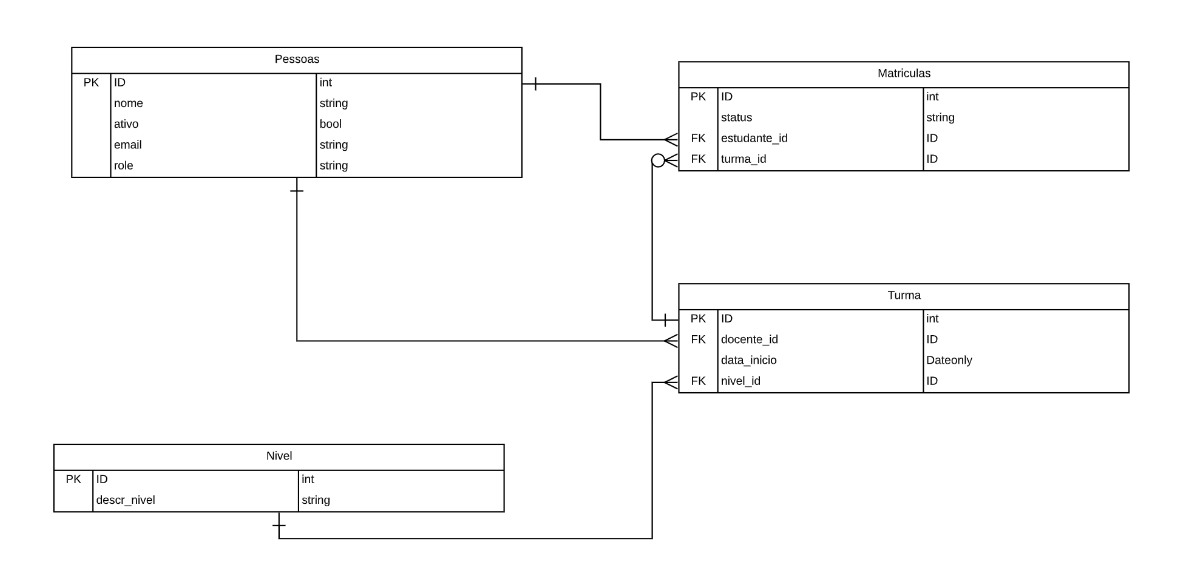 Pessoas
PK ID int
nome string
ativo bool
email string
role string
Matriculas
PK ID int
status string
FK estudante_id ID
FK turma_id ID
Turma
PK ID int
FK docente_id ID
data_inicio Dateonly
FK nivel_id ID
Nivel
PK ID int
descr_nivel string